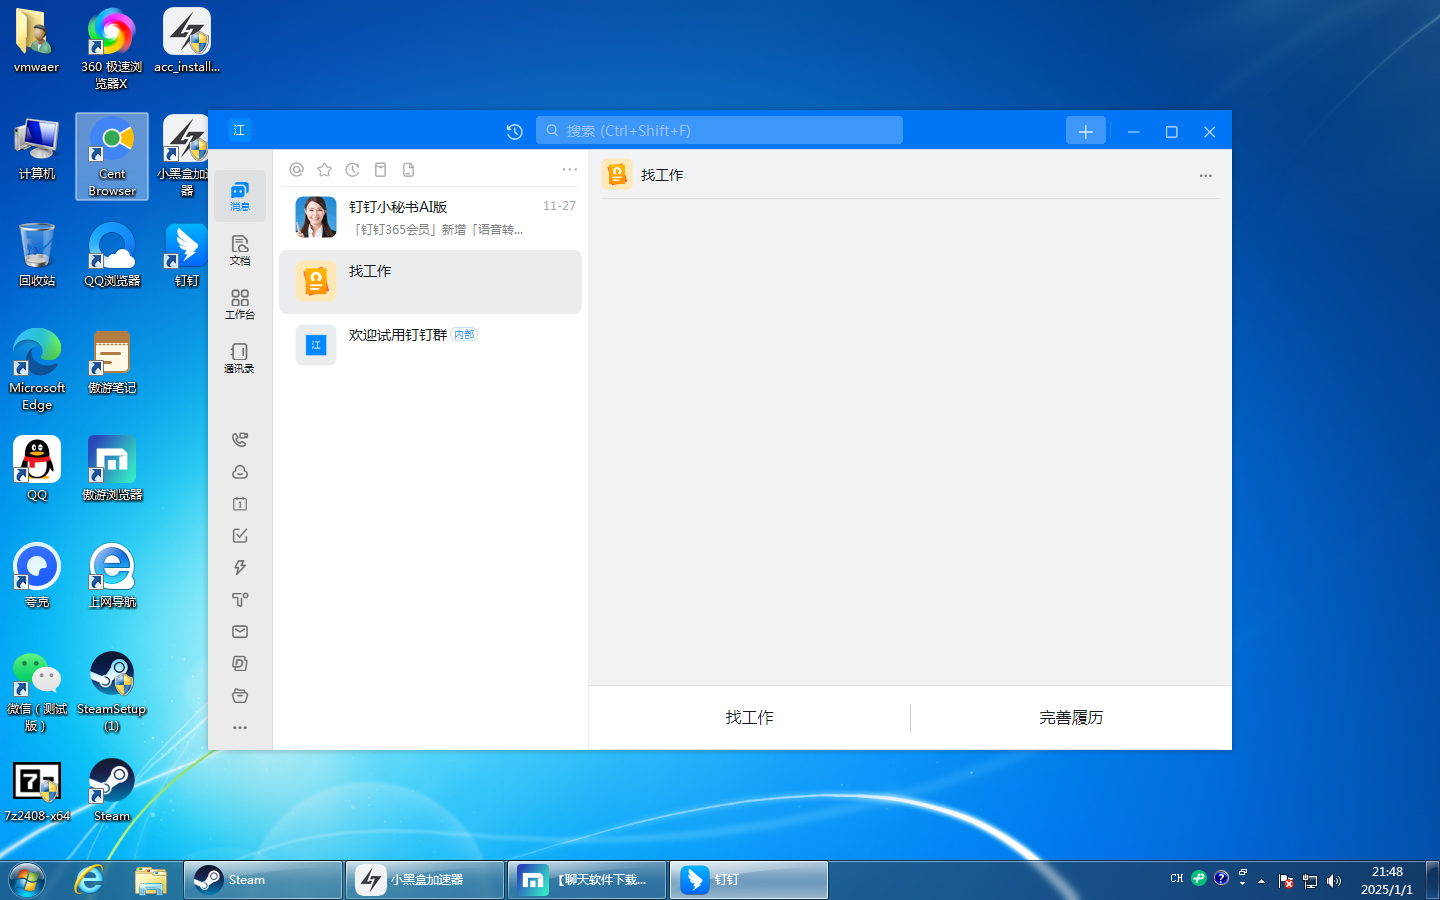 vmwaer
360 极速浏
览器X
acc_install...
计算机
Cent
Browser
小黑盒加速
器
回收站
QQ浏览器
钉钉
Microsoft
Edge
傲游笔记
QQ
傲游浏览器
夸克
上网导航
微信（测试
版）
SteamSetup
(1)
7z2408-x64
Steam
江
搜索 (Ctrl+Shift+F)
消息
文档
工作台
通讯录
钉钉小秘书AI版
11-27
「钉钉365会员」新增「语音转...
找工作
江
欢迎试用钉钉群 内部
找工作
找工作
完善履历
Steam
小黑盒加速器
【聊天软件下载...
钉钉
CH
21:48
2025/1/1